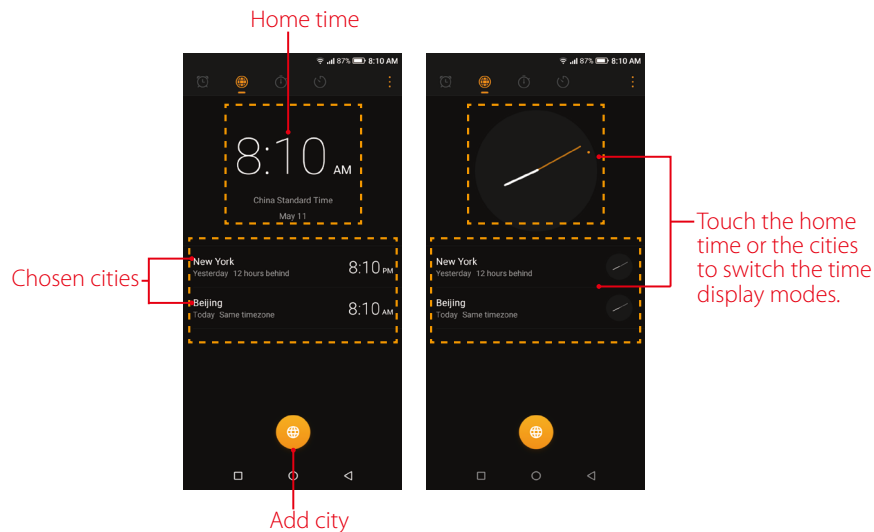 Home time
87% 8:10 AM
8:10 AM
China Standard Time
May 11
New York
Yesterday 12 hours behind
8:10 PM
Beijing
Today Same timezone
8:10 AM
Chosen cities
Add city
87% 8:10 AM
New York
Yesterday 12 hours behind
Beijing
Today Same timezone
Touch the home
time or the cities
to switch the time
display modes.